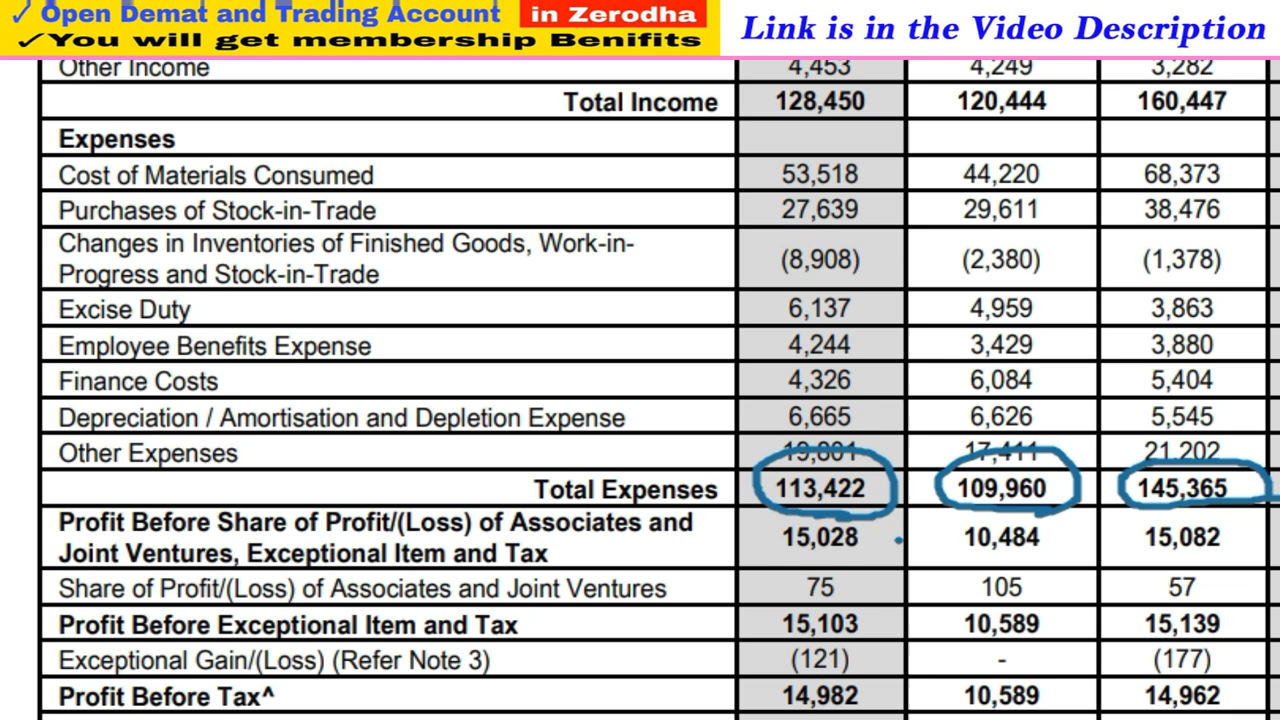 ✓ Open Demat and Trading Account in Zerodha
✓You will get membership Benifits
Link is in the Video Description
Other Income 4,453 4,249 3,282
Total Income 128,450 120,444 160,447
Expenses
Cost of Materials Consumed 53,518 44,220 68,373
Purchases of Stock-in-Trade 27,639 29,611 38,476
Changes in Inventories of Finished Goods, Work-in-
Progress and Stock-in-Trade (8,908) (2,380) (1,378)
Excise Duty 6,137 4,959 3,863
Employee Benefits Expense 4,244 3,429 3,880
Finance Costs 4,326 6,084 5,404
Depreciation / Amortisation and Depletion Expense 6,665 6,626 5,545
Other Expenses 19,801 17,411 21,202
Total Expenses 113,422 109,960 145,365
Profit Before Share of Profit/(Loss) of Associates and
Joint Ventures, Exceptional Item and Tax 15,028 10,484 15,082
Share of Profit/(Loss) of Associates and Joint Ventures 75 105 57
Profit Before Exceptional Item and Tax 15,103 10,589 15,139
Exceptional Gain/(Loss) (Refer Note 3) (121) - (177)
Profit Before Tax^ 14,982 10,589 14,962